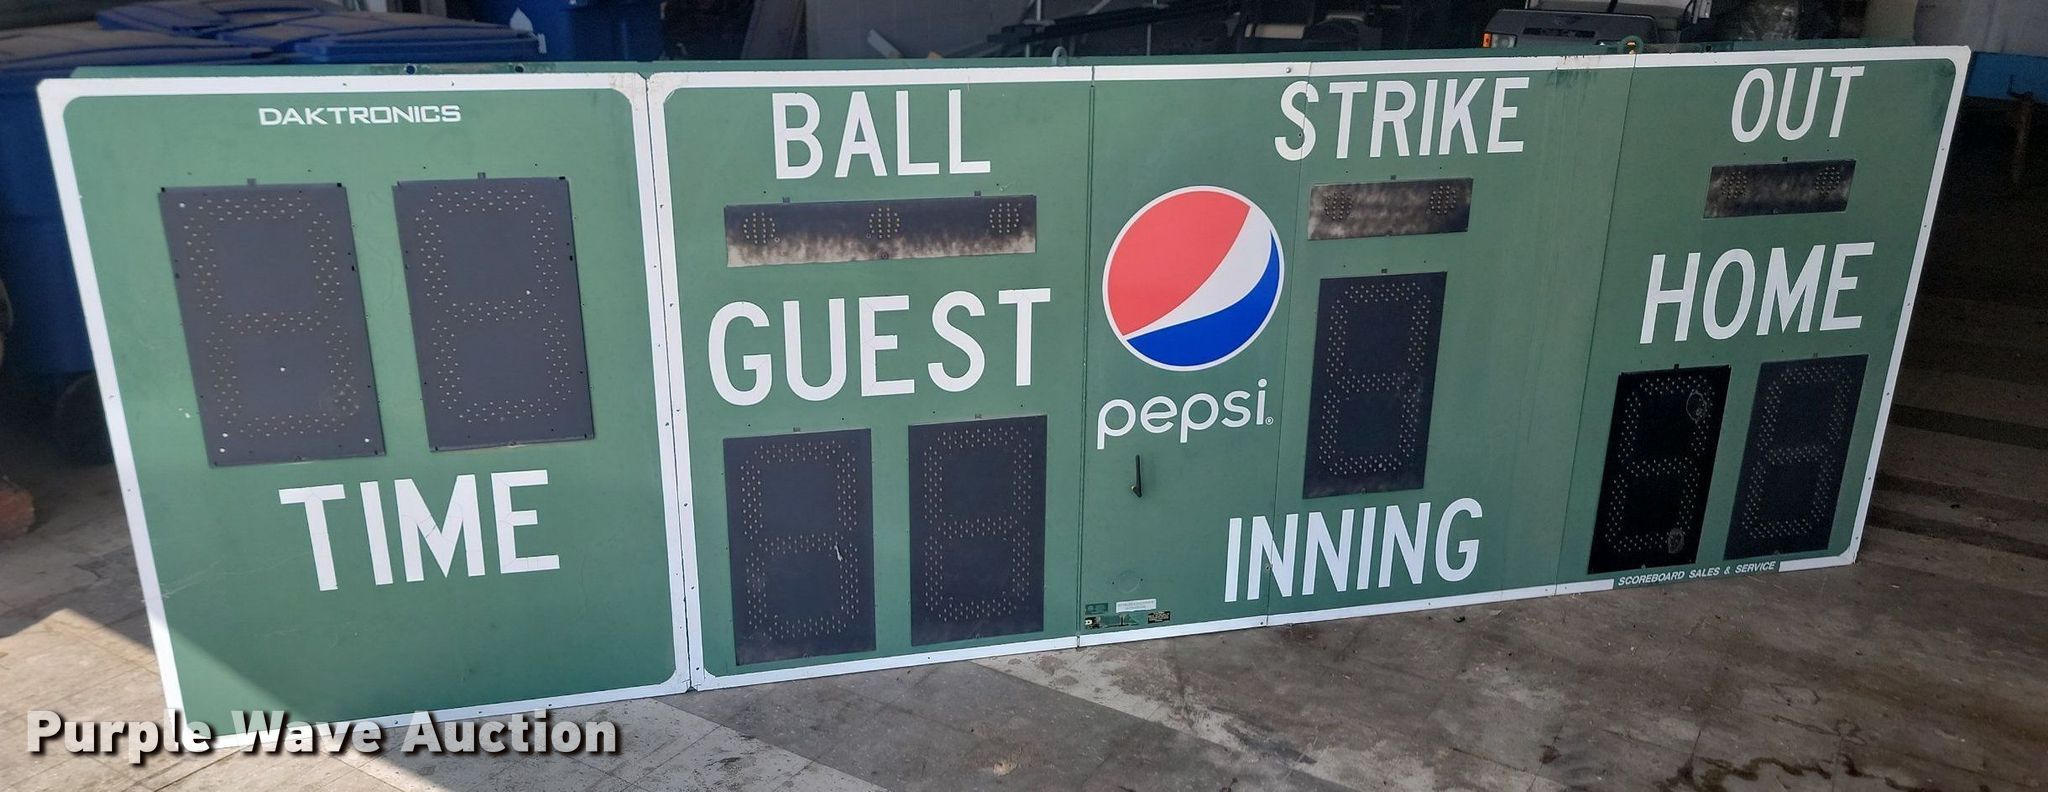 DAKTRONICS
TIME
BALL
GUEST
pepsi
STRIKE
INNING
OUT
HOME
SCOREBOARD SALES & SERVICE
Purple Wave Auction